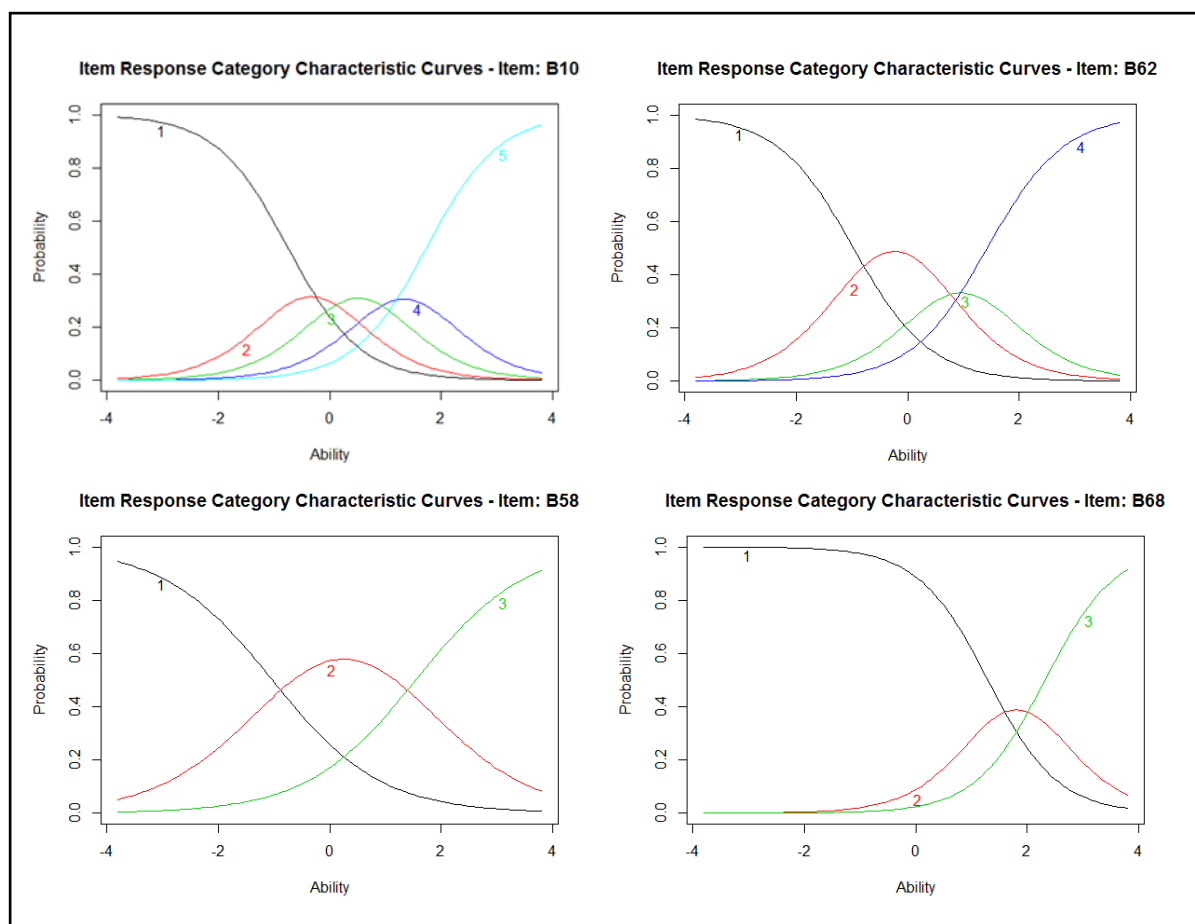 Item Response Category Characteristic Curves - Item: B10
Probability
0.0 0.2 0.4 0.6 0.8 1.0
1
2
3
4
5
-4 -2 0 2 4
Ability
Item Response Category Characteristic Curves - Item: B62
Probability
0.0 0.2 0.4 0.6 0.8 1.0
1
2
3
4
-4 -2 0 2 4
Ability
Item Response Category Characteristic Curves - Item: B58
Probability
0.0 0.2 0.4 0.6 0.8 1.0
1
2
3
-4 -2 0 2 4
Ability
Item Response Category Characteristic Curves - Item: B68
Probability
0.0 0.2 0.4 0.6 0.8 1.0
1
2
3
-4 -2 0 2 4
Ability